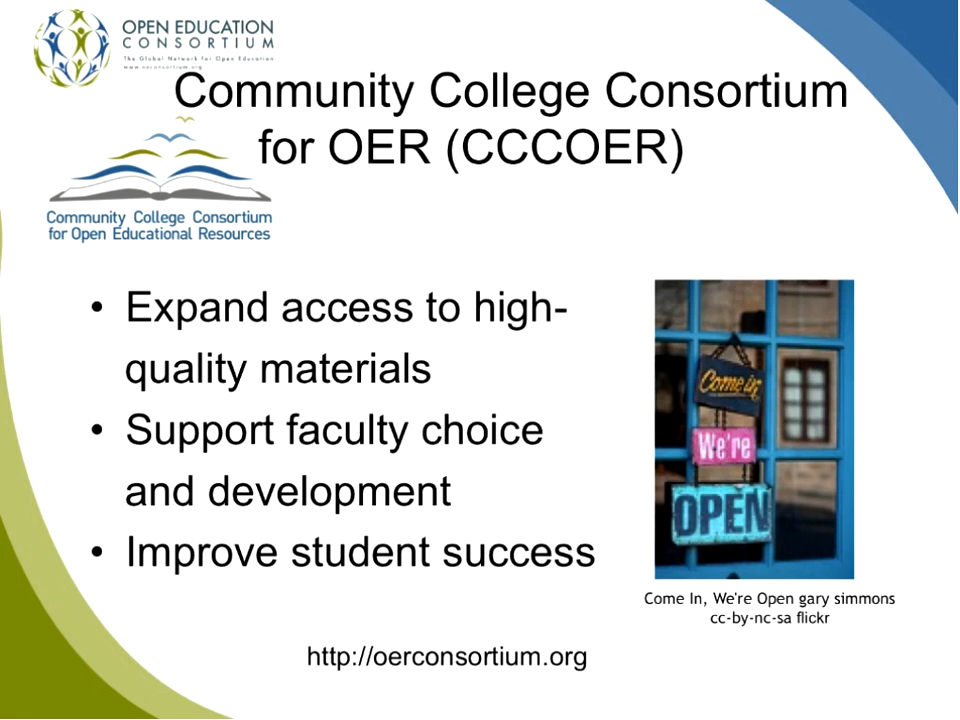 OPEN EDUCATION
CONSORTIUM
The Global Network for Open Education
www.oeconsortium.org
Community College Consortium
for OER (CCCOER)
Community College Consortium
for Open Educational Resources
• Expand access to high-
quality materials
• Support faculty choice
and development
• Improve student success
Come in
We're
OPEN
Come In, We're Open gary simmons
cc-by-nc-sa flickr
http://oerconsortium.org